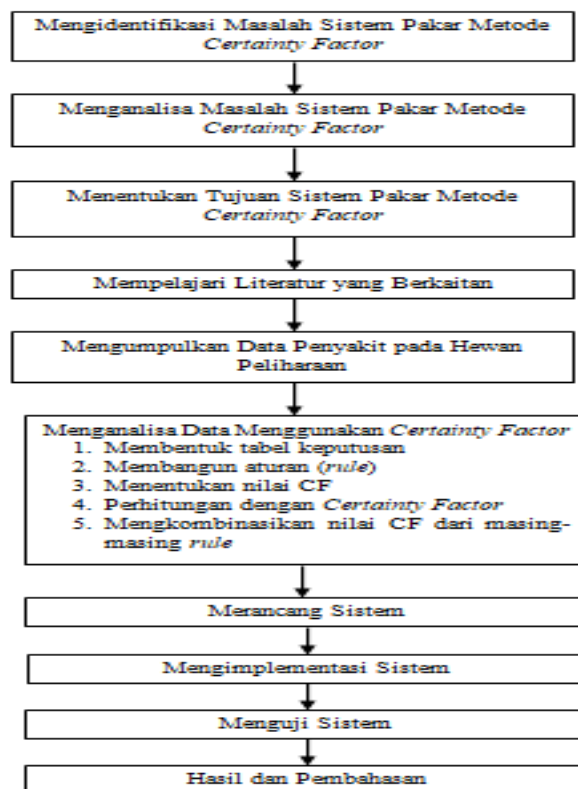 Mengidentifikasi Masalah Sistem Pakar Metode
Certainty Factor
Menganalisa Masalah Sistem Pakar Metode
Certainty Factor
Menentukan Tujuan Sistem Pakar Metode
Certainty Factor
Mempelajari Literatur yang Berkaitan
Mengumpulkan Data Penyakit pada Hewan
Peliharaan
Menganalisa Data Menggunakan Certainty Factor
1. Membentuk tabel keputusan
2. Membangun aturan (rule)
3. Menentukan nilai CF
4. Perhitungan dengan Certainty Factor
5. Mengkombinasikan nilai CF dari masing-
masing rule
Merancang Sistem
Mengimplementasi Sistem
Menguji Sistem
Hasil dan Pembahasan